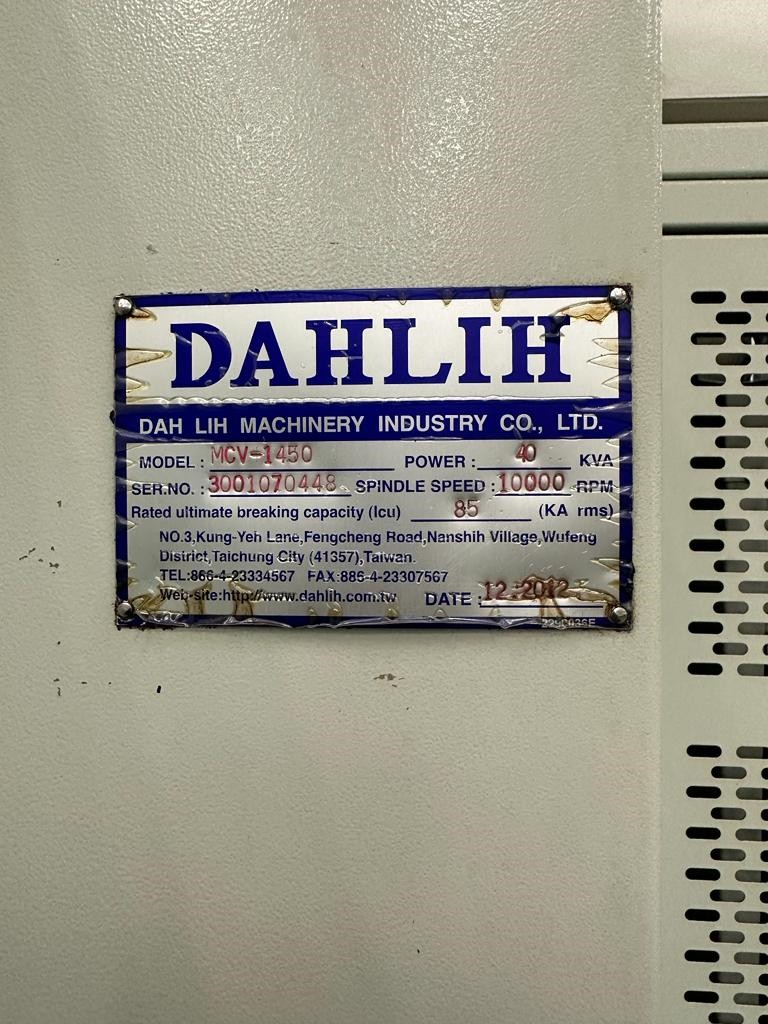 DAHLIH
DAH LIH MACHINERY INDUSTRY CO., LTD.
MODEL : MCV-1450 POWER : 40 KVA
SER.NO. : 3001070448 SPINDLE SPEED : 10000 RPM
Rated ultimate breaking capacity (Icu) 85 (KA rms)
NO.3,Kung-Yeh Lane,Fengcheng Road,Nanshih Village,Wufeng
District,Taichung City (41357),Taiwan.
TEL:886-4-23334567 FAX:886-4-23307567
Web-site:http://www.dahlih.com.tw DATE : 12.2012
2290036E